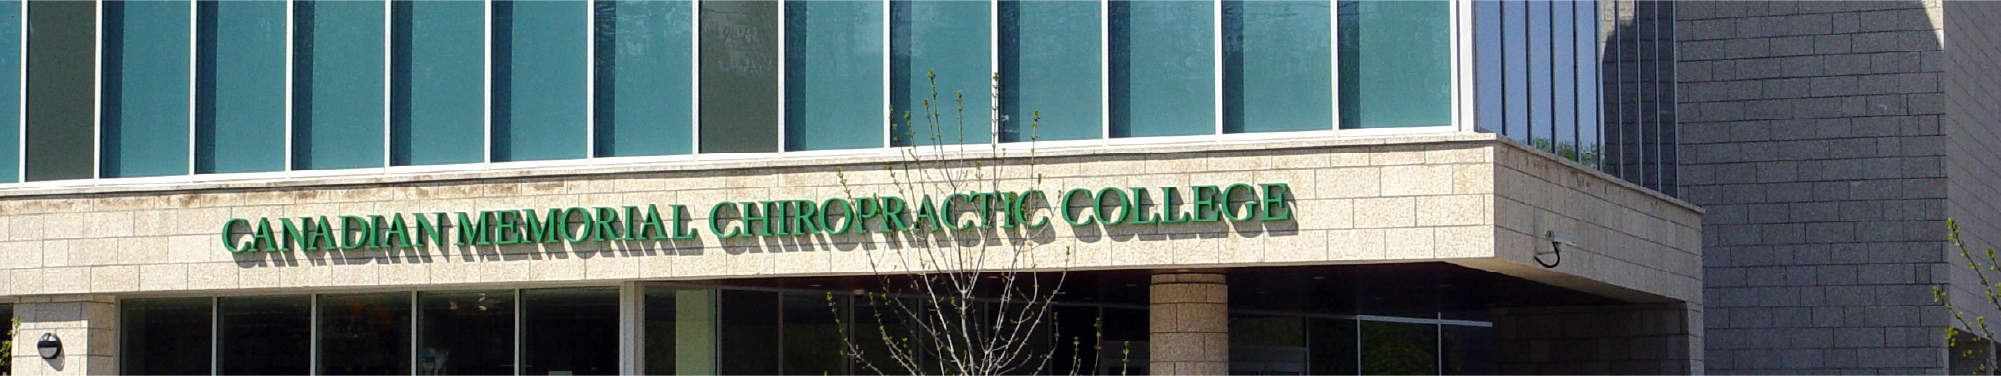 CANADIAN MEMORIAL CHIROPRACTIC COLLEGE